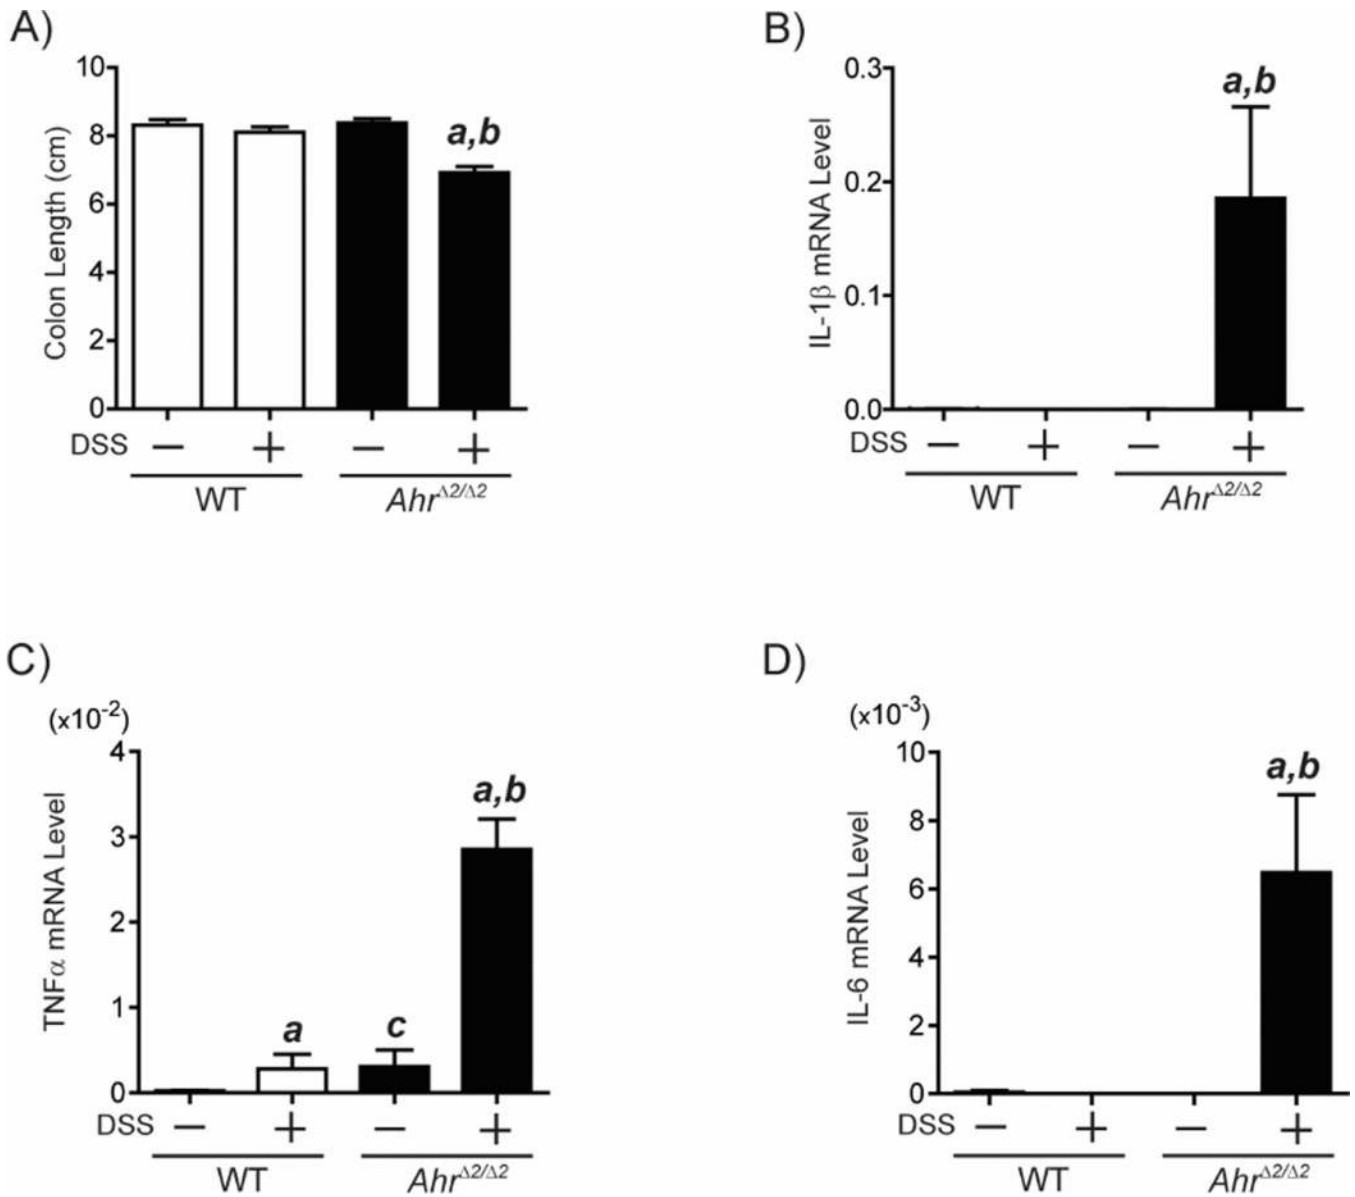 A)
Colon Length (cm)
10
8
6
4
2
0
a,b
DSS — + — +
WT Ahr^Δ2/Δ2
B)
IL-1β mRNA Level
0.3
0.2
0.1
0.0
a,b
DSS — + — +
WT Ahr^Δ2/Δ2
C)
(x10^-2)
TNFα mRNA Level
4
3
2
1
0
a
c
a,b
DSS — + — +
WT Ahr^Δ2/Δ2
D)
(x10^-3)
IL-6 mRNA Level
10
8
6
4
2
0
a,b
DSS — + — +
WT Ahr^Δ2/Δ2